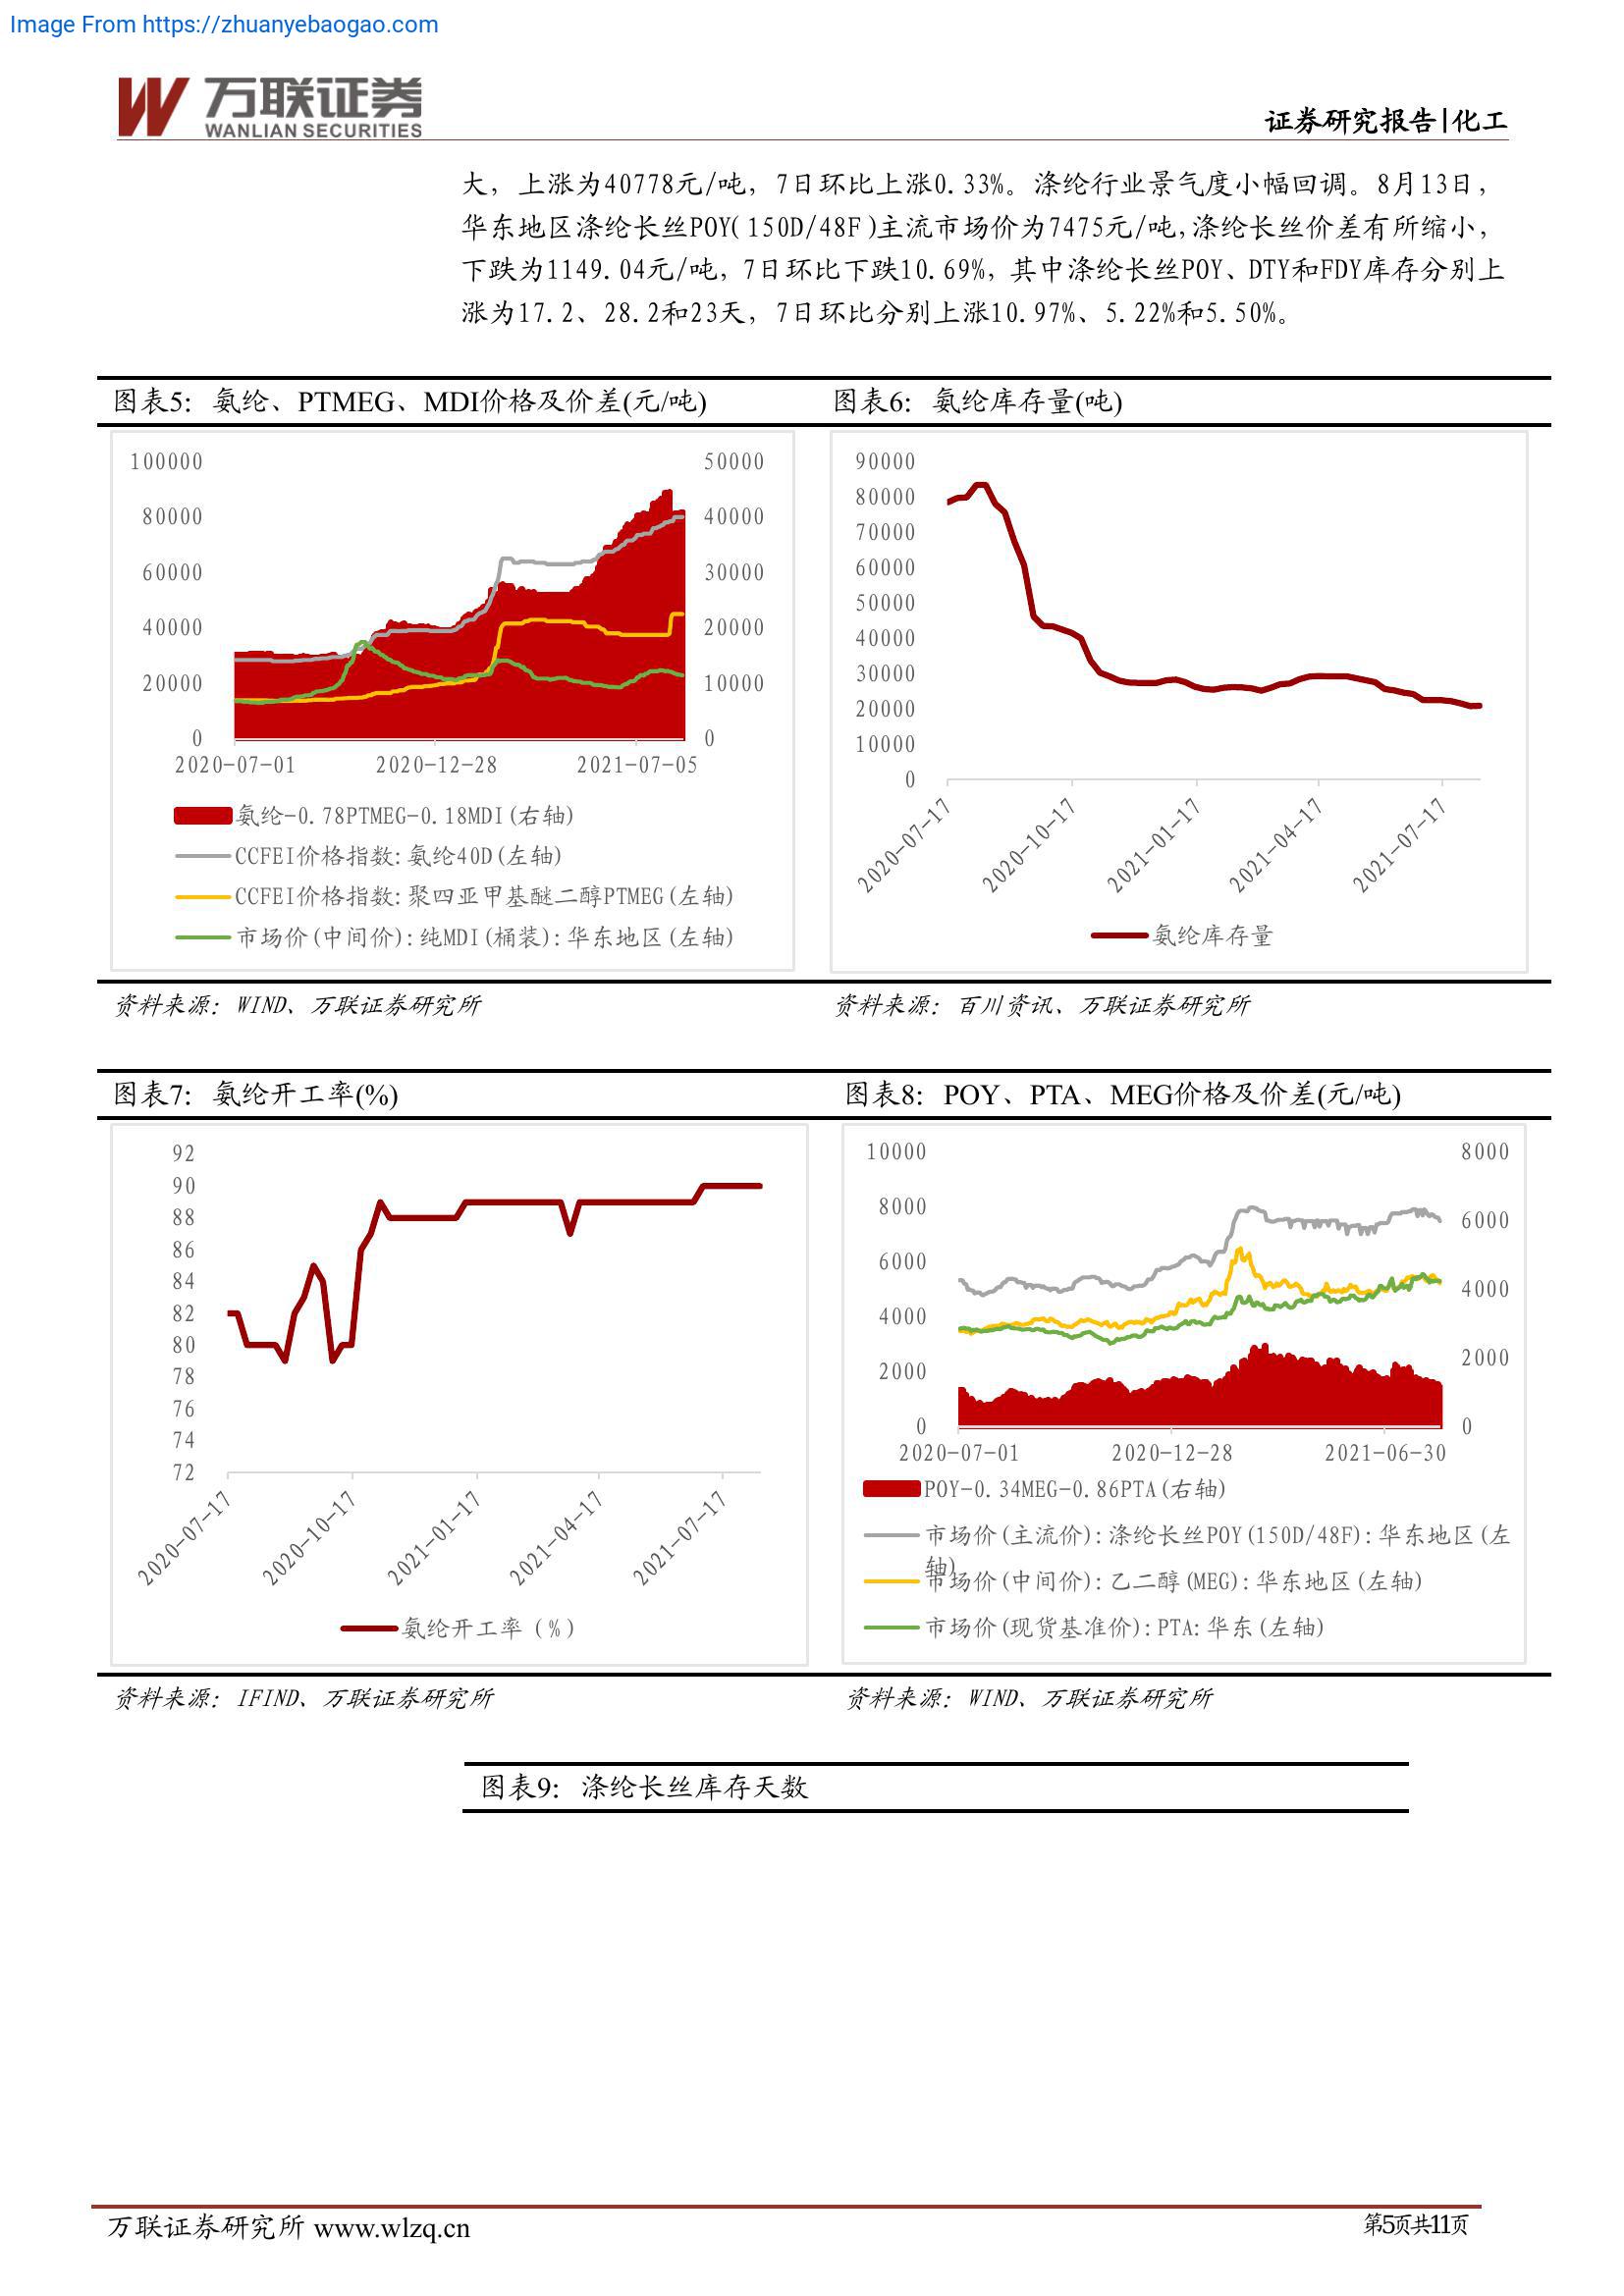 Image From https://zhuanyebaogao.com
万联证券
WANLIAN SECURITIES
证券研究报告|化工
大，上涨为40778元/吨，7日环比上涨0.33%。涤纶行业景气度小幅回调。8月13日，
华东地区涤纶长丝POY(150D/48F)主流市场价为7475元/吨,涤纶长丝价差有所缩小，
下跌为1149.04元/吨，7日环比下跌10.69%，其中涤纶长丝POY、DTY和FDY库存分别上
涨为17.2、28.2和23天，7日环比分别上涨10.97%、5.22%和5.50%。
图表5：氨纶、PTMEG、MDI价格及价差(元/吨)
100000
80000
60000
40000
20000
0
50000
40000
30000
20000
10000
0
2020-07-01
2020-12-28
2021-07-05
氨纶-0.78PTMEG-0.18MDI(右轴)
CCFEI价格指数:氨纶40D(左轴)
CCFEI价格指数:聚四亚甲基醚二醇PTMEG(左轴)
市场价(中间价):纯MDI(桶装):华东地区(左轴)
资料来源：WIND、万联证券研究所
图表6：氨纶库存量(吨)
90000
80000
70000
60000
50000
40000
30000
20000
10000
0
2020-07-17
2020-10-17
2021-01-17
2021-04-17
2021-07-17
氨纶库存量
资料来源：百川资讯、万联证券研究所
图表7：氨纶开工率(%)
92
90
88
86
84
82
80
78
76
74
72
2020-07-17
2020-10-17
2021-01-17
2021-04-17
2021-07-17
氨纶开工率（%）
资料来源：IFIND、万联证券研究所
图表8：POY、PTA、MEG价格及价差(元/吨)
10000
8000
6000
4000
2000
0
8000
6000
4000
2000
0
2020-07-01
2020-12-28
2021-06-30
POY-0.34MEG-0.86PTA(右轴)
市场价(主流价):涤纶长丝POY(150D/48F):华东地区(左
轴)
市场价(中间价):乙二醇(MEG):华东地区(左轴)
市场价(现货基准价):PTA:华东(左轴)
资料来源：WIND、万联证券研究所
图表9：涤纶长丝库存天数
万联证券研究所 www.wlzq.cn
第5页共11页